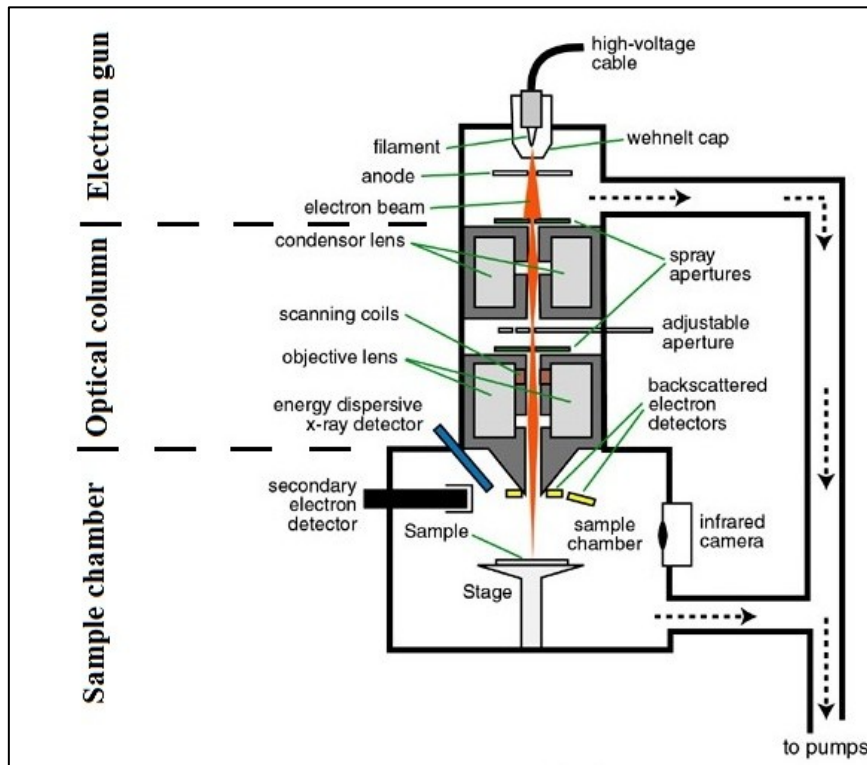 Electron gun
Optical column
Sample chamber
high-voltage
cable
filament
wehnelt cap
anode
electron beam
condensor lens
spray
apertures
scanning coils
adjustable
aperture
objective lens
backscattered
electron
detectors
energy dispersive
x-ray detector
secondary
electron
detector
Sample
sample
chamber
infrared
camera
Stage
to pumps